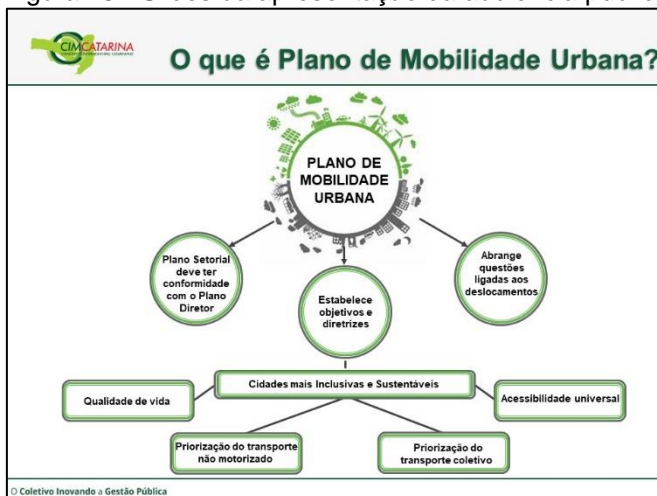 CIMCATARINA
O que é Plano de Mobilidade Urbana?
PLANO DE
MOBILIDADE
URBANA
Plano Setorial
deve ter
conformidade
com o Plano
Diretor
Estabelece
objetivos e
diretrizes
Abrange
questões
ligadas aos
deslocamentos
Cidades mais Inclusivas e Sustentáveis
Qualidade de vida
Acessibilidade universal
Priorização do transporte
não motorizado
Priorização do
transporte coletivo
O Coletivo Inovando a Gestão Pública